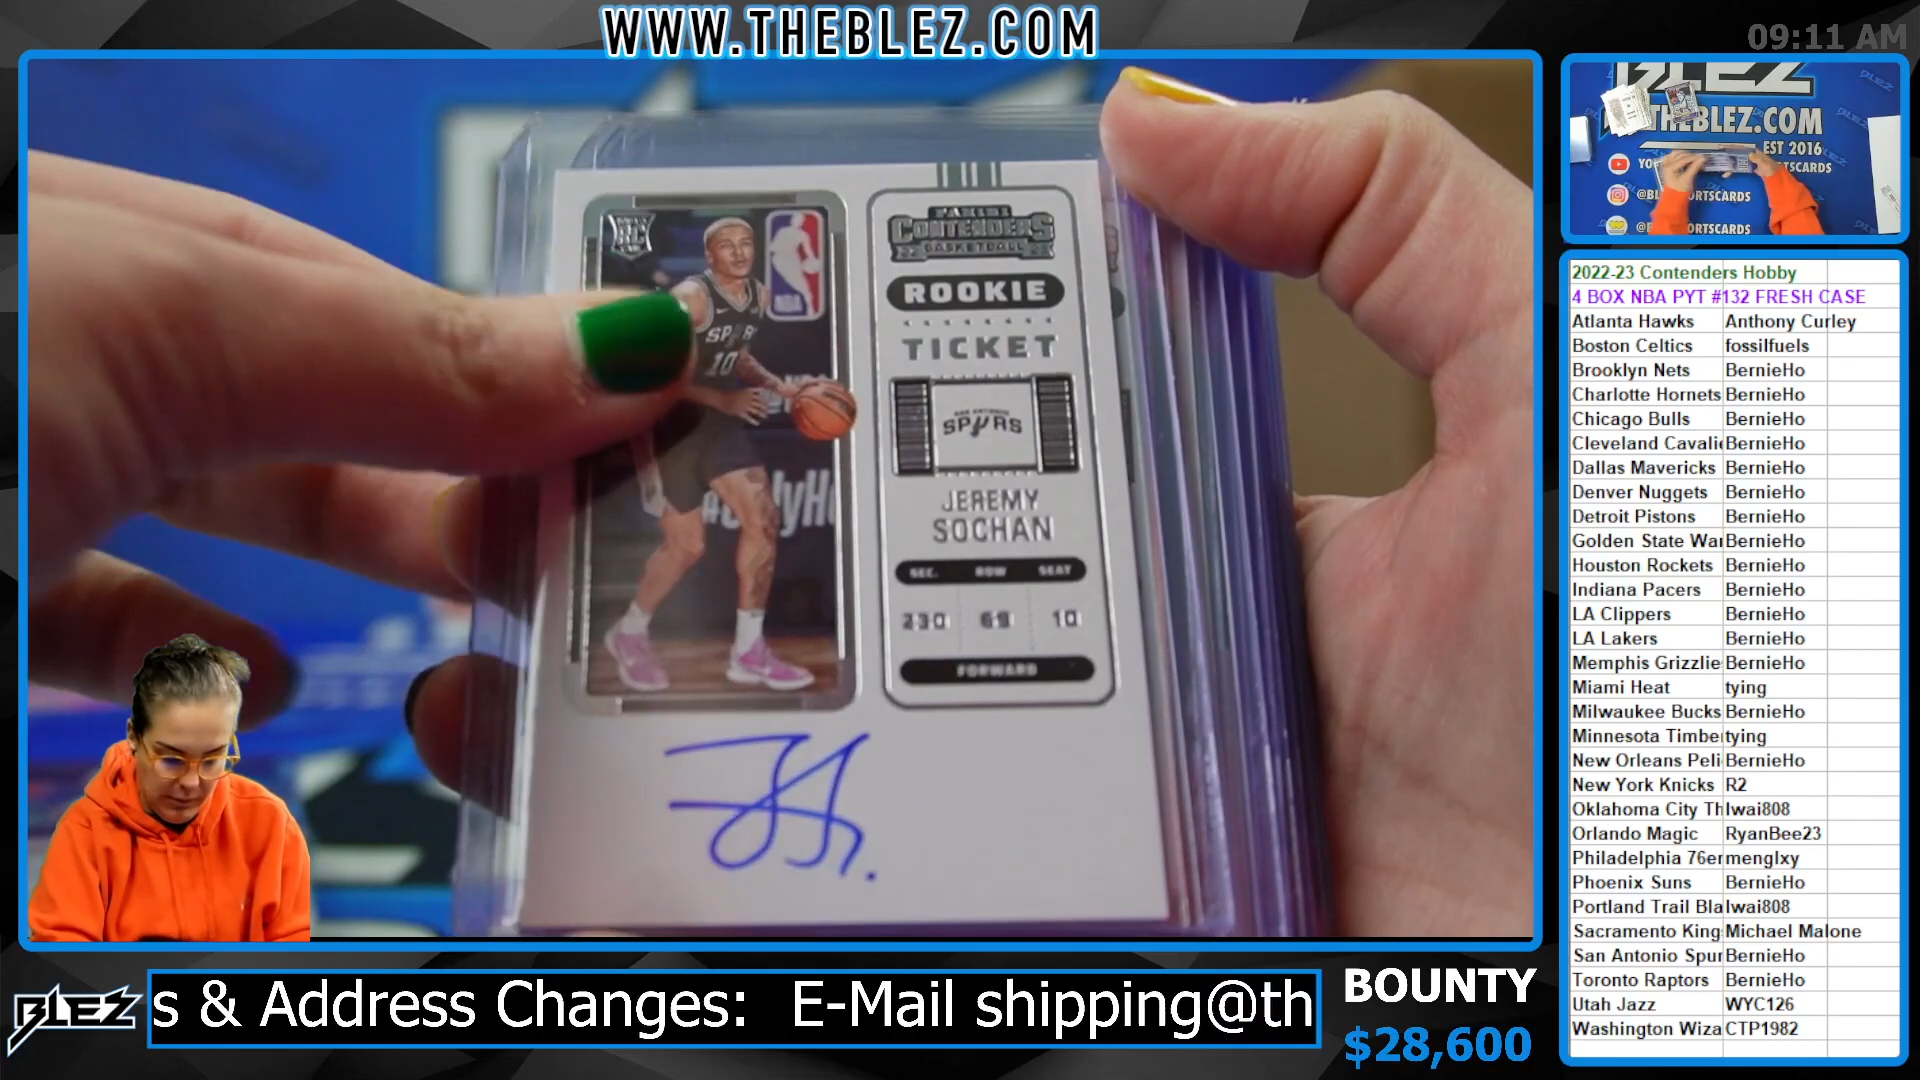 WWW.THEBLEZ.COM
09:11 AM
BLEZ
THEBLEZ.COM
EST 2016
RC
NBA
SPURS
10
PANINI
CONTENDERS
BASKETBALL
ROOKIE
TICKET
SAN ANTONIO
SPURS
JEREMY
SOCHAN
SEC. ROW SEAT
230 69 10
FORWARD
2022-23 Contenders Hobby
4 BOX NBA PYT #132 FRESH CASE
Atlanta Hawks Anthony Curley
Boston Celtics fossilfuels
Brooklyn Nets BernieHo
Charlotte Hornets BernieHo
Chicago Bulls BernieHo
Cleveland Cavalie BernieHo
Dallas Mavericks BernieHo
Denver Nuggets BernieHo
Detroit Pistons BernieHo
Golden State War BernieHo
Houston Rockets BernieHo
Indiana Pacers BernieHo
LA Clippers BernieHo
LA Lakers BernieHo
Memphis Grizzlie BernieHo
Miami Heat tying
Milwaukee Bucks BernieHo
Minnesota Timbe tying
New Orleans Peli BernieHo
New York Knicks R2
Oklahoma City Th lwai808
Orlando Magic RyanBee23
Philadelphia 76er menglxy
Phoenix Suns BernieHo
Portland Trail Bla lwai808
Sacramento King Michael Malone
San Antonio Spur BernieHo
Toronto Raptors BernieHo
Utah Jazz WYC126
Washington Wiza CTP1982
BLEZ
s & Address Changes: E-Mail shipping@th
BOUNTY
$28,600